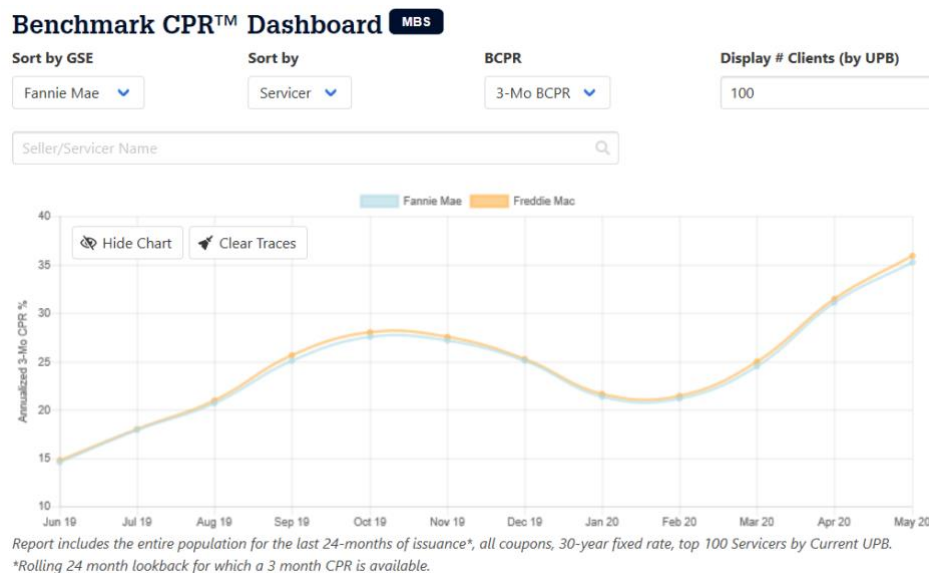 Benchmark CPR™ Dashboard MBS
Sort by GSE Sort by BCPR Display # Clients (by UPB)
Fannie Mae Servicer 3-Mo BCPR 100
Seller/Servicer Name
Fannie Mae Freddie Mac
Hide Chart Clear Traces
Annualized 3-Mo CPR %
40
35
30
25
20
15
10
Jun 19 Jul 19 Aug 19 Sep 19 Oct 19 Nov 19 Dec 19 Jan 20 Feb 20 Mar 20 Apr 20 May 20
Report includes the entire population for the last 24-months of issuance*, all coupons, 30-year fixed rate, top 100 Servicers by Current UPB.
*Rolling 24 month lookback for which a 3 month CPR is available.